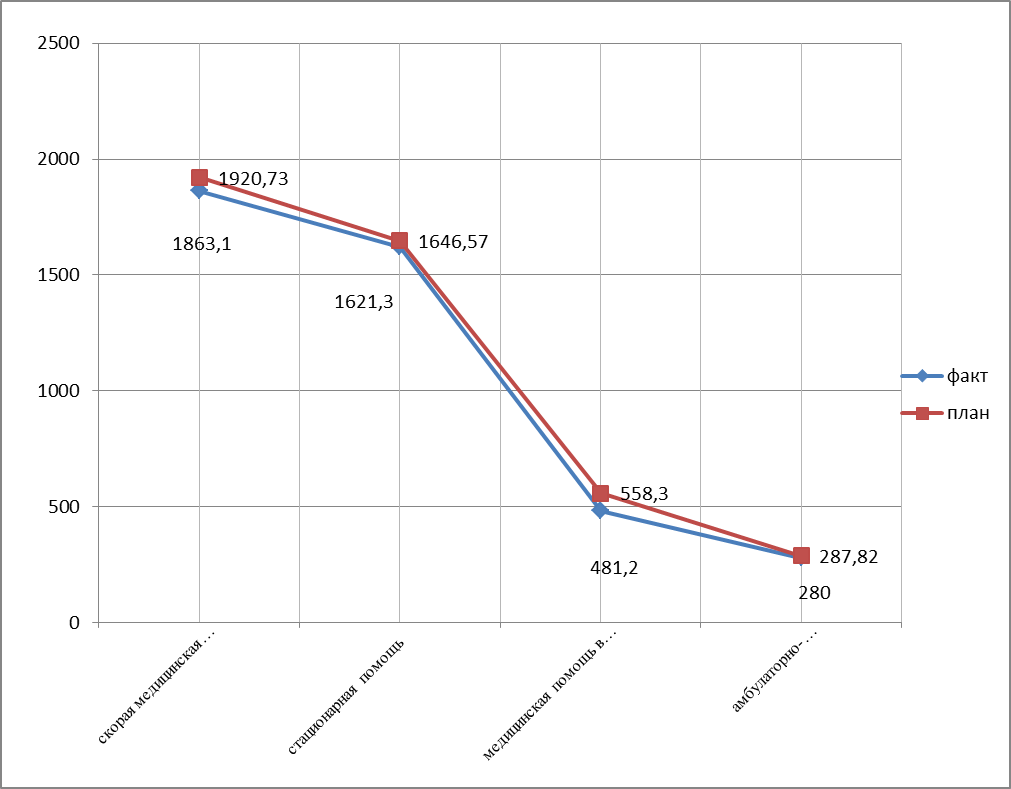 2500
2000
1500
1000
500
0
1920,73
1863,1
1646,57
1621,3
558,3
481,2
287,82
280
факт
план
скорая медицинская…
стационарная помощь
медицинская помощь в…
амбулаторно-…